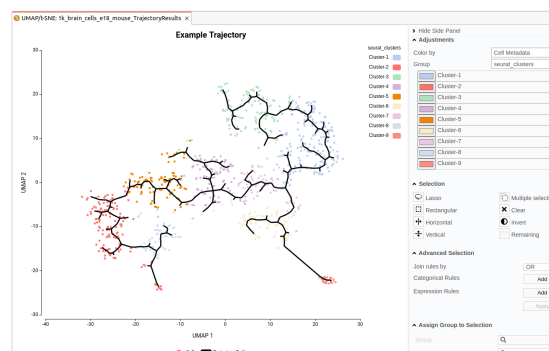 UMAP/t-SNE: 1k_brain_cells_e18_mouse_TrajectoryResults ×
Example Trajectory
seurat_clusters
Cluster-1
Cluster-2
Cluster-3
Cluster-4
Cluster-5
Cluster-6
Cluster-7
Cluster-8
Cluster-9
UMAP 2
30
20
10
0
-10
-20
-30
-40
-30
-20
-10
0
10
20
30
UMAP 1
Hide Side Panel
Adjustments
Color by
Cell Metadata
Group
seurat_clusters
Cluster-1
Cluster-2
Cluster-3
Cluster-4
Cluster-5
Cluster-6
Cluster-7
Cluster-8
Cluster-9
Selection
Lasso
Multiple select
Rectangular
Clear
Horizontal
Invert
Vertical
Remaining
Advanced Selection
Join rules by
OR
Categorical Rules
Add
Expression Rules
Add
Apply
Assign Group to Selection
Group